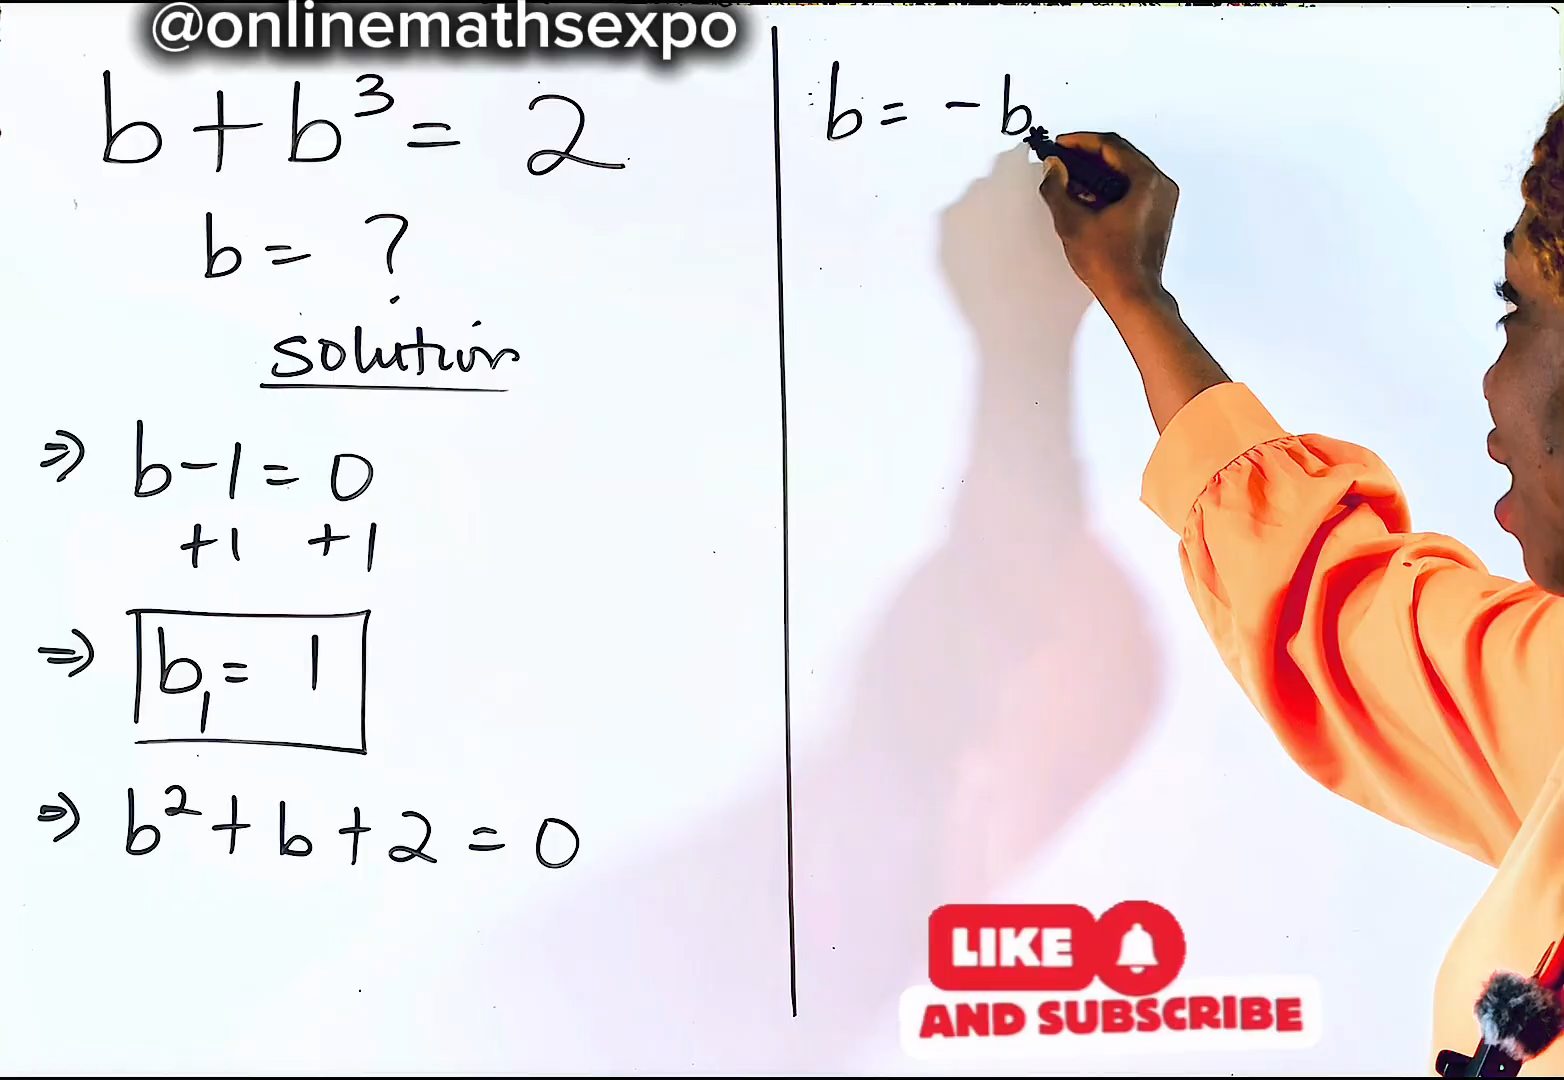 @onlinemathsexpo
b + b³ = 2
b = ?
solution
⇒ b - 1 = 0
+1 +1
⇒ b₁ = 1
⇒ b² + b + 2 = 0
b = - b
LIKE
AND SUBSCRIBE